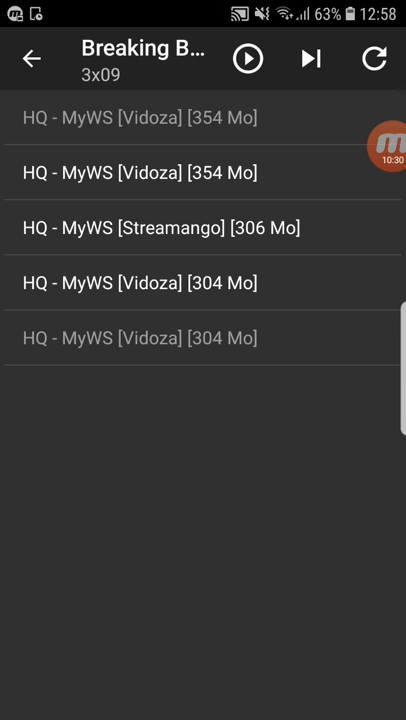 63% 12:58
Breaking B...
3x09
HQ - MyWS [Vidoza] [354 Mo]
10:30
HQ - MyWS [Vidoza] [354 Mo]
HQ - MyWS [Streamango] [306 Mo]
HQ - MyWS [Vidoza] [304 Mo]
HQ - MyWS [Vidoza] [304 Mo]